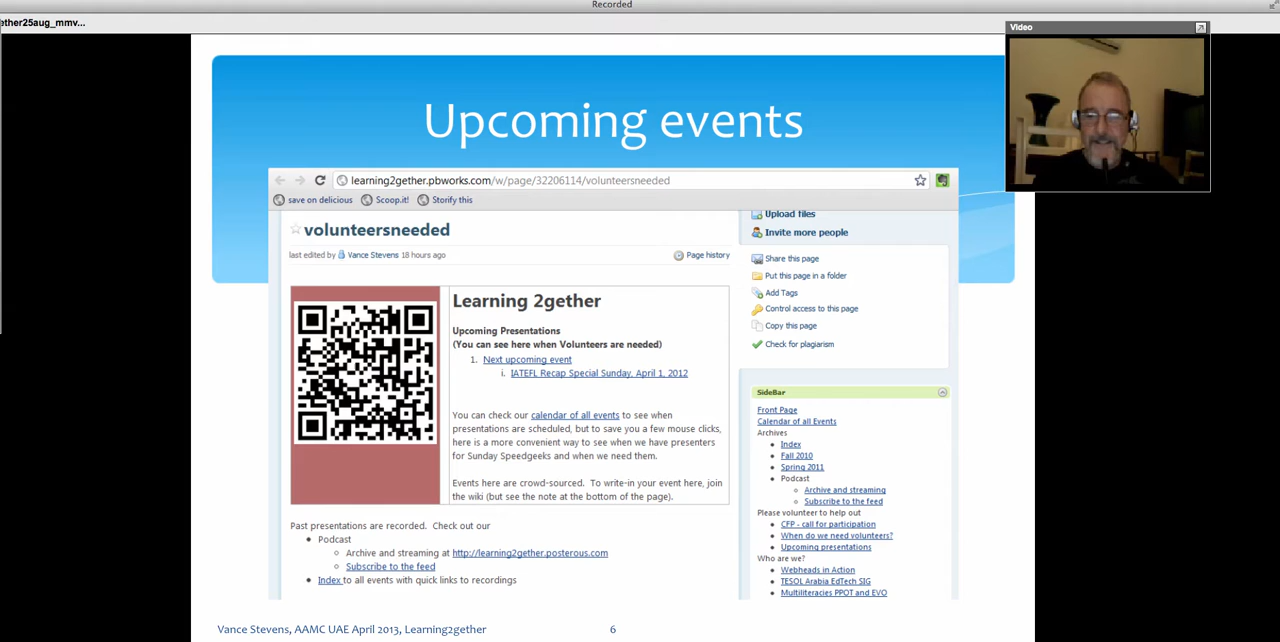 Recorded
ether25aug_mmv...
Video
Upcoming events
learning2gether.pbworks.com/w/page/32206114/volunteersneeded
save on delicious Scoop.it! Storify this
volunteersneeded
last edited by Vance Stevens 18 hours ago Page history
Learning 2gether
Upcoming Presentations
(You can see here when Volunteers are needed)
1. Next upcoming event
i. IATEFL Recap Special Sunday, April 1, 2012
You can check our calendar of all events to see when
presentations are scheduled, but to save you a few mouse clicks,
here is a more convenient way to see when we have presenters
for Sunday Speedgeeks and when we need them.
Events here are crowd-sourced. To write-in your event here, join
the wiki (but see the note at the bottom of the page).
Past presentations are recorded. Check out our
Podcast
Archive and streaming at http://learning2gether.posterous.com
Subscribe to the feed
Index to all events with quick links to recordings
Upload files
Invite more people
Share this page
Put this page in a folder
Add Tags
Control access to this page
Copy this page
Check for plagiarism
SideBar
Front Page
Calendar of all Events
Archives
Index
Fall 2010
Spring 2011
Podcast
Archive and streaming
Subscribe to the feed
Please volunteer to help out
CFP - call for participation
When do we need volunteers?
Upcoming presentations
Who are we?
Webheads in Action
TESOL Arabia EdTech SIG
Multiliteracies PPOT and EVO
Vance Stevens, AAMC UAE April 2013, Learning2gether 6